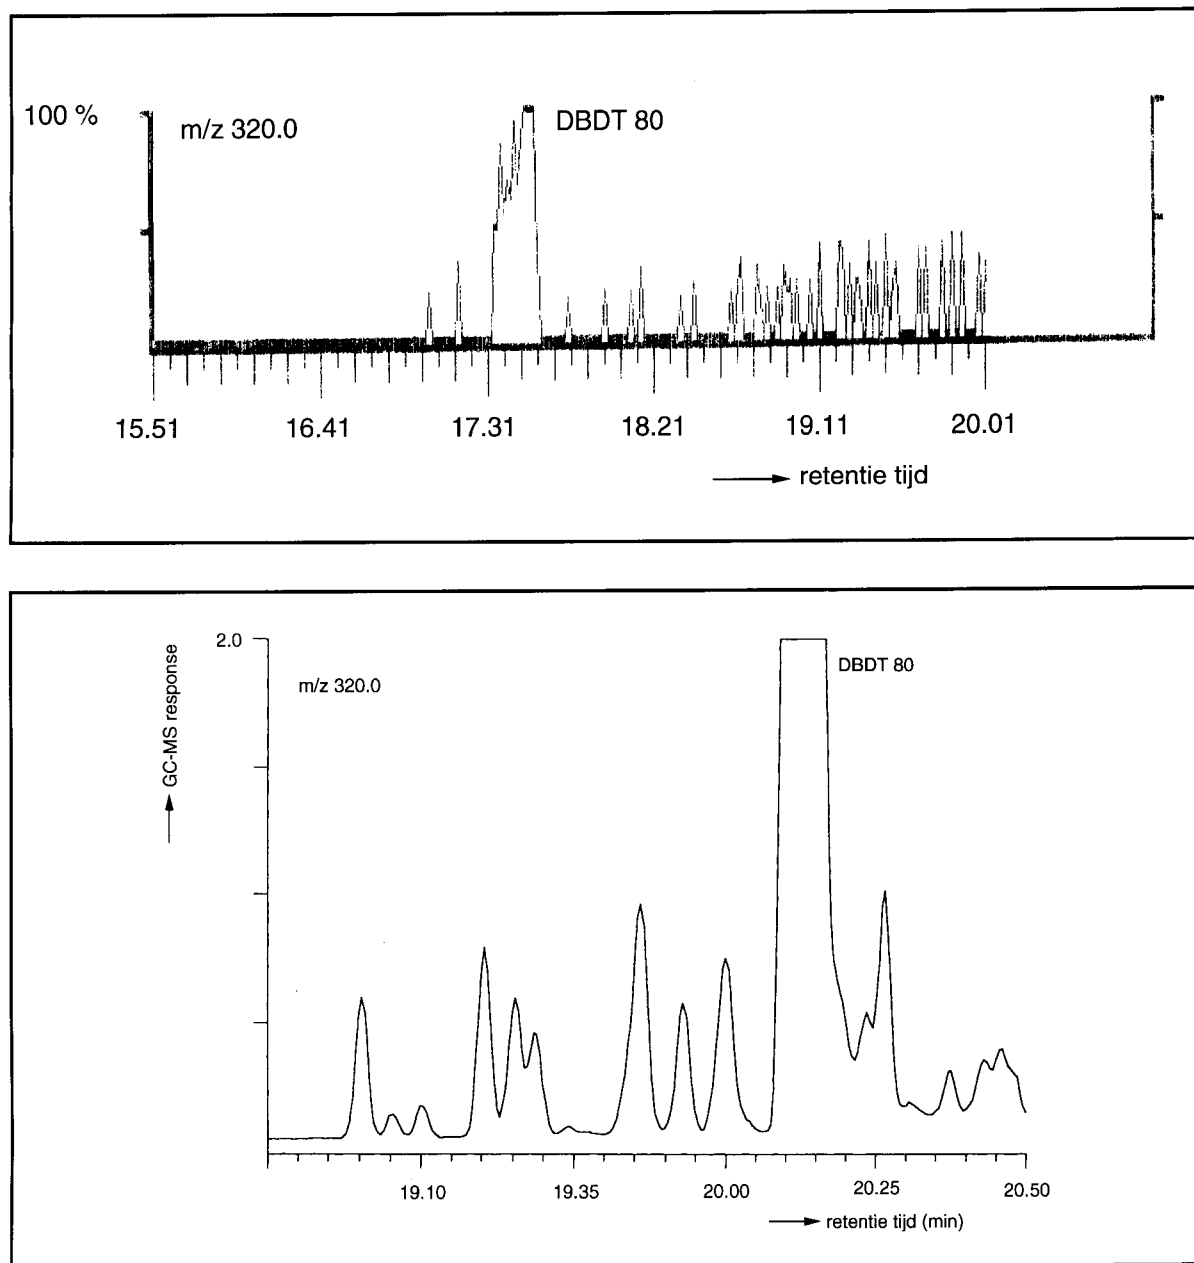 100 %
m/z 320.0
DBDT 80
15.51 16.41 17.31 18.21 19.11 20.01
retentie tijd
2.0
GC-MS response
m/z 320.0
DBDT 80
19.10 19.35 20.00 20.25 20.50
retentie tijd (min)